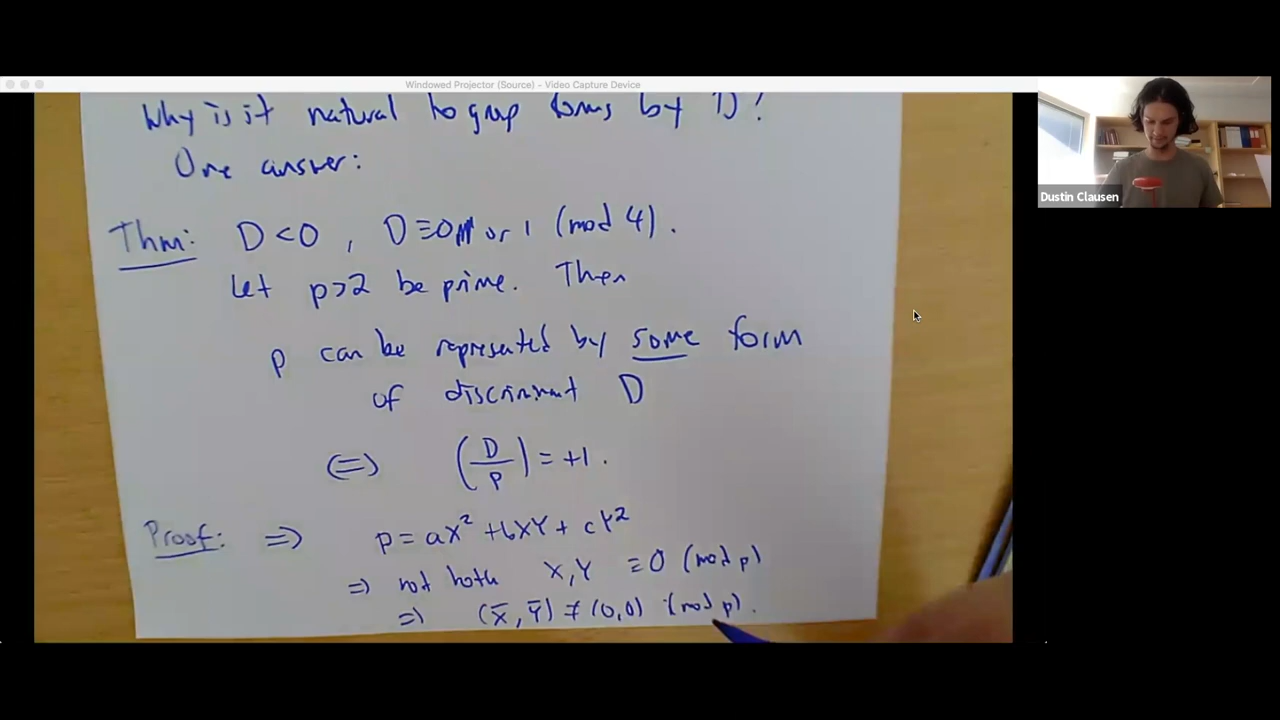 Windowed Projector (Source) - Video Capture Device
Why is it natural to group forms by D?
One answer:
Thm: D<0, D≡0 or 1 (mod 4).
Let p>2 be prime. Then
p can be represented by some form
of discriminant D
⇔ (D/p) = +1.
Proof: ⇒ p = aX² + bXY + cY²
⇒ not both X,Y ≡ 0 (mod p)
⇒ (X̄, Ȳ) ≠ (0,0) (mod p).
Dustin Clausen